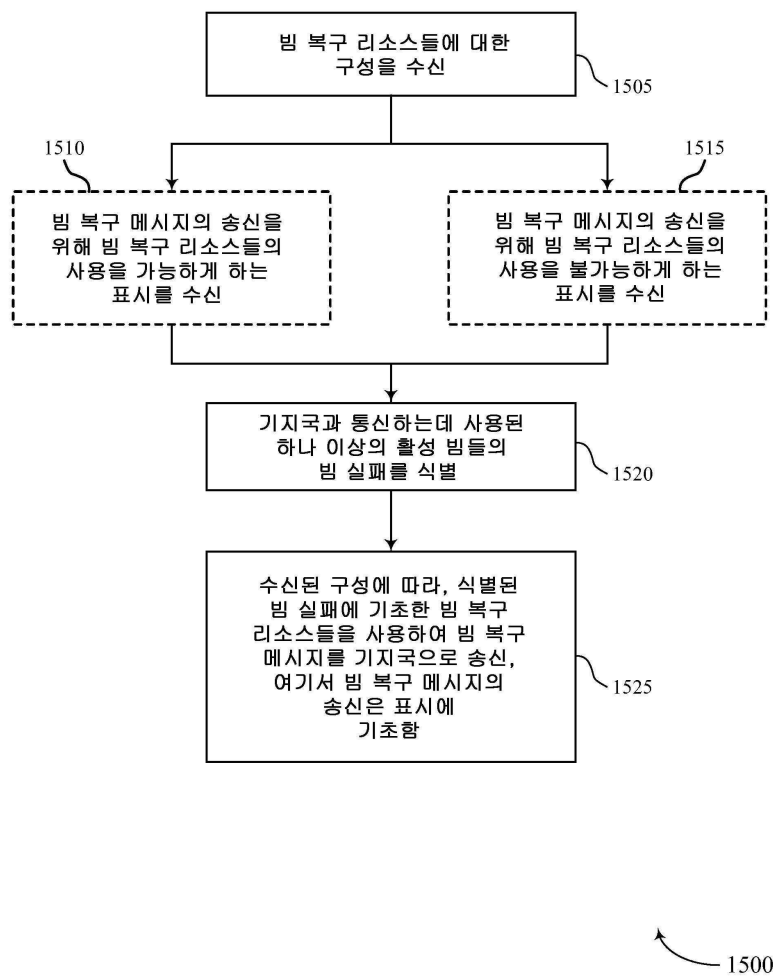 빔 복구 리소스들에 대한
구성을 수신
1505
1510
1515
빔 복구 메시지의 송신을
위해 빔 복구 리소스들의
사용을 가능하게 하는
표시를 수신
빔 복구 메시지의 송신을
위해 빔 복구 리소스들의
사용을 불가능하게 하는
표시를 수신
기지국과 통신하는데 사용된
하나 이상의 활성 빔들의
빔 실패를 식별
1520
수신된 구성에 따라, 식별된
빔 실패에 기초한 빔 복구
리소스들을 사용하여 빔 복구
메시지를 기지국으로 송신,
여기서 빔 복구 메시지의
송신은 표시에
기초함
1525
1500